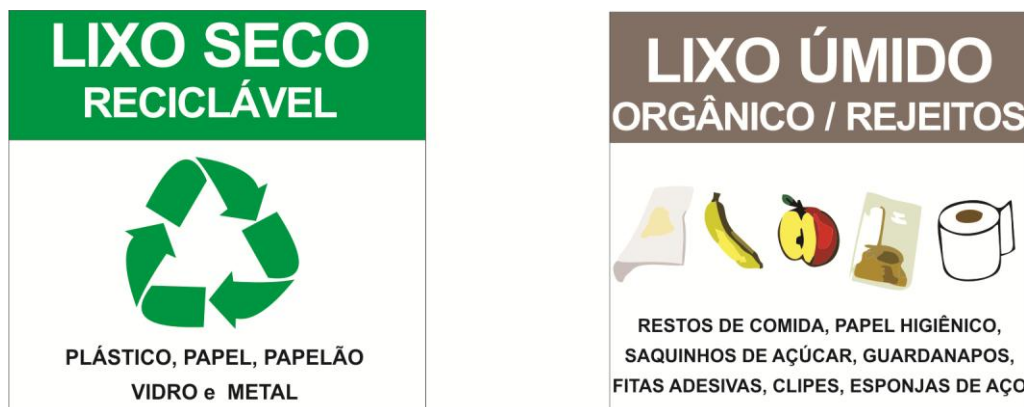 LIXO SECO
RECICLÁVEL
PLÁSTICO, PAPEL, PAPELÃO
VIDRO e METAL
LIXO ÚMIDO
ORGÂNICO / REJEITOS
RESTOS DE COMIDA, PAPEL HIGIÊNICO,
SAQUINHOS DE AÇÚCAR, GUARDANAPOS,
FITAS ADESIVAS, CLIPES, ESPONJAS DE AÇO